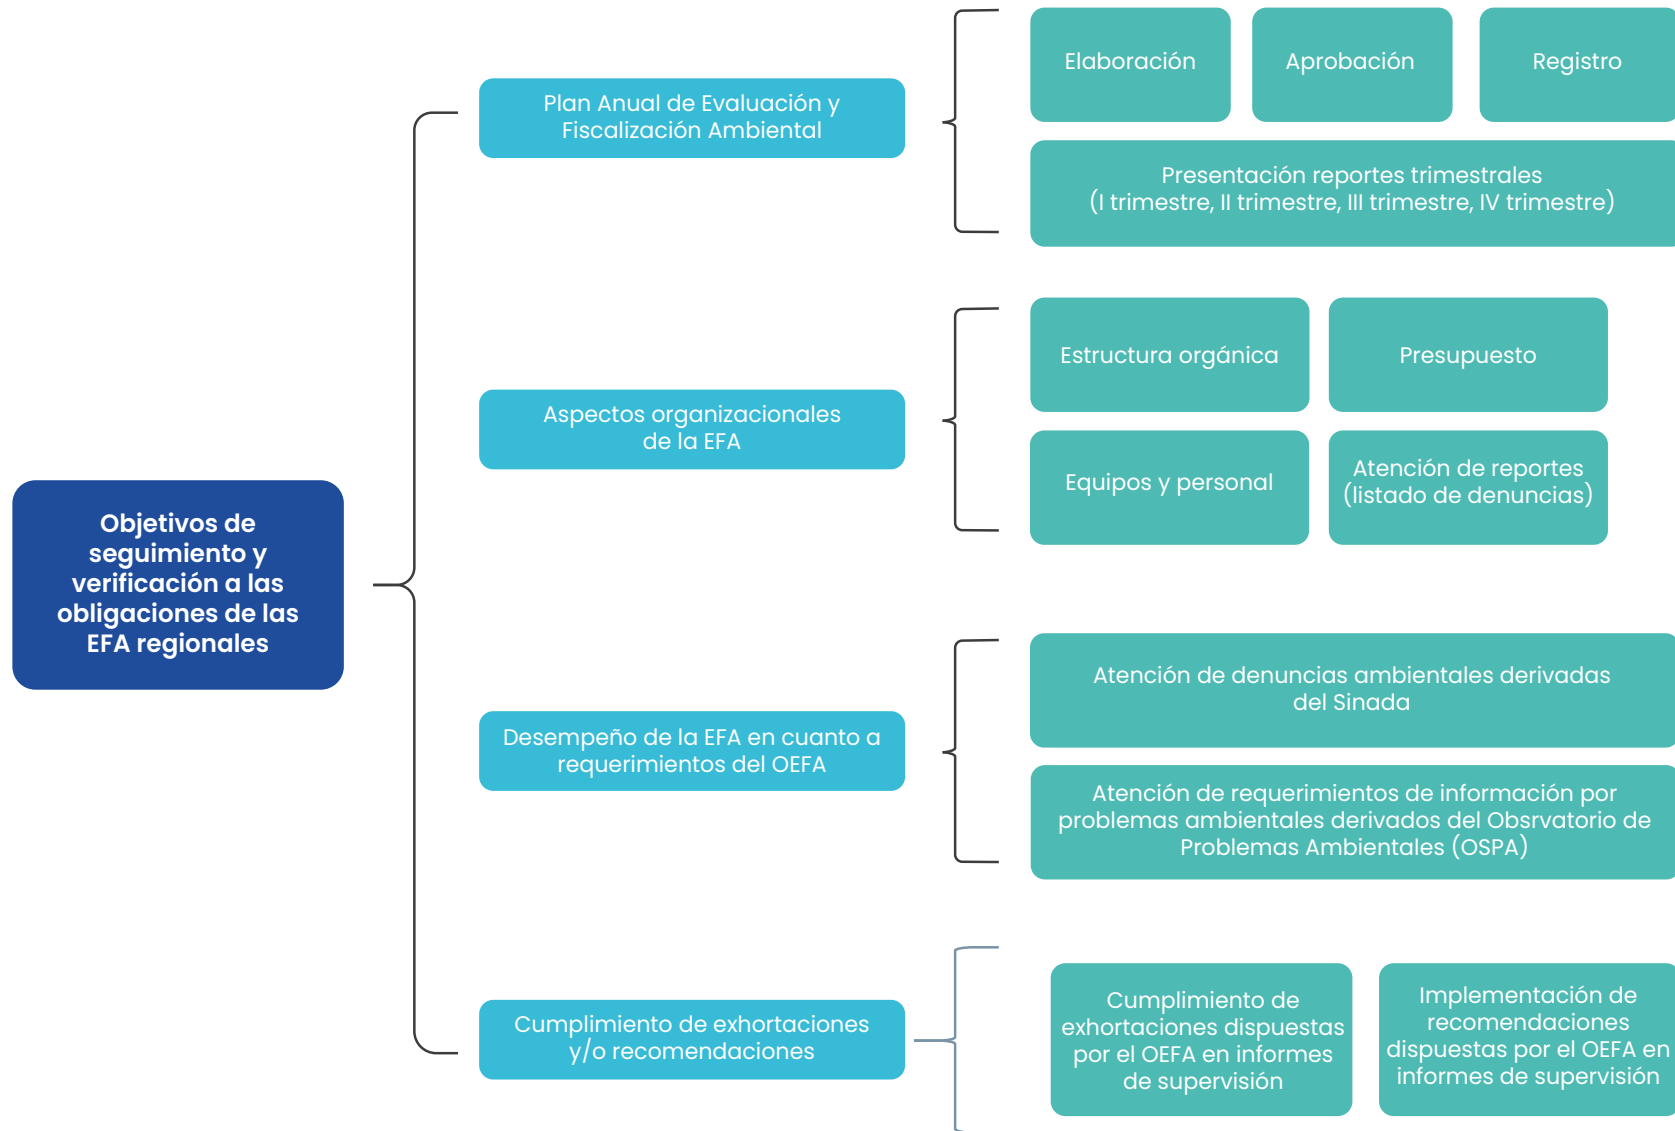 Objetivos de
seguimiento y
verificación a las
obligaciones de las
EFA regionales
Plan Anual de Evaluación y
Fiscalización Ambiental
Elaboración
Aprobación
Registro
Presentación reportes trimestrales
(I trimestre, II trimestre, III trimestre, IV trimestre)
Aspectos organizacionales
de la EFA
Estructura orgánica
Presupuesto
Equipos y personal
Atención de reportes
(listado de denuncias)
Desempeño de la EFA en cuanto a
requerimientos del OEFA
Atención de denuncias ambientales derivadas
del Sinada
Atención de requerimientos de información por
problemas ambientales derivados del Obsrvatorio de
Problemas Ambientales (OSPA)
Cumplimiento de exhortaciones
y/o recomendaciones
Cumplimiento de
exhortaciones dispuestas
por el OEFA en informes
de supervisión
Implementación de
recomendaciones
dispuestas por el OEFA en
informes de supervisión